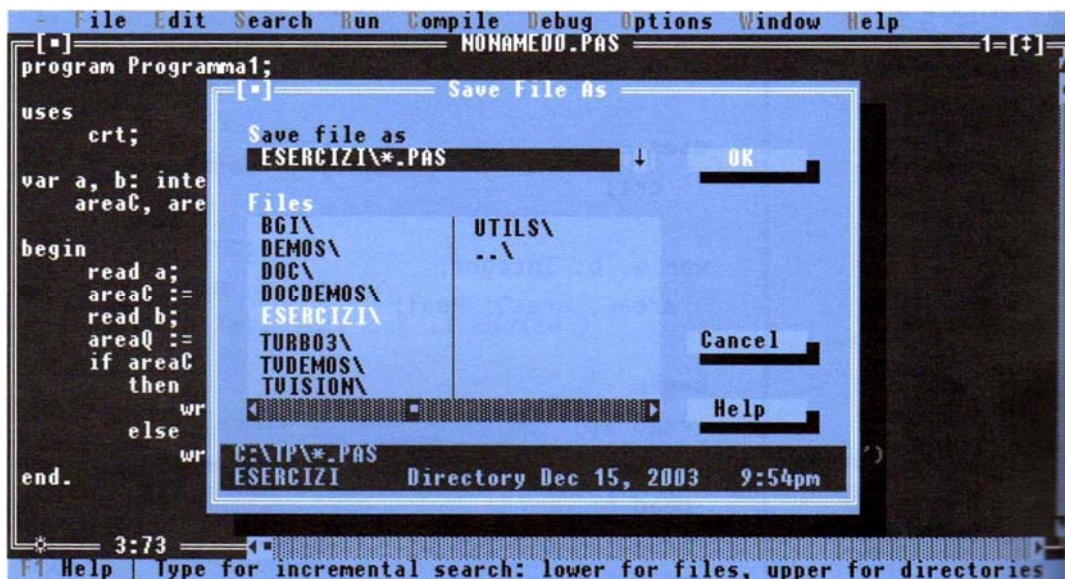 File Edit Search Run Compile Debug Options Window Help
[■] NONAME00.PAS 1=[↕]
program Programma1;
[■] Save File As
uses
crt;
Save file as
ESERCIZI\*.PAS ↓ OK
var a, b: inte
areaC, are
Files
BGI\ UTILS\
DEMOS\ ..\
begin
DOC\
read a;
DOCDEMOS\
areaC :=
ESERCIZI\
read b;
TURBO3\ Cancel
areaQ :=
TVDEMOS\
if areaC
TVISION\
then
wr Help
else
wr C:\TP\*.PAS ')
ESERCIZI Directory Dec 15, 2003 9:54pm
end.
3:73
F1 Help | Type for incremental search: lower for files, upper for directories